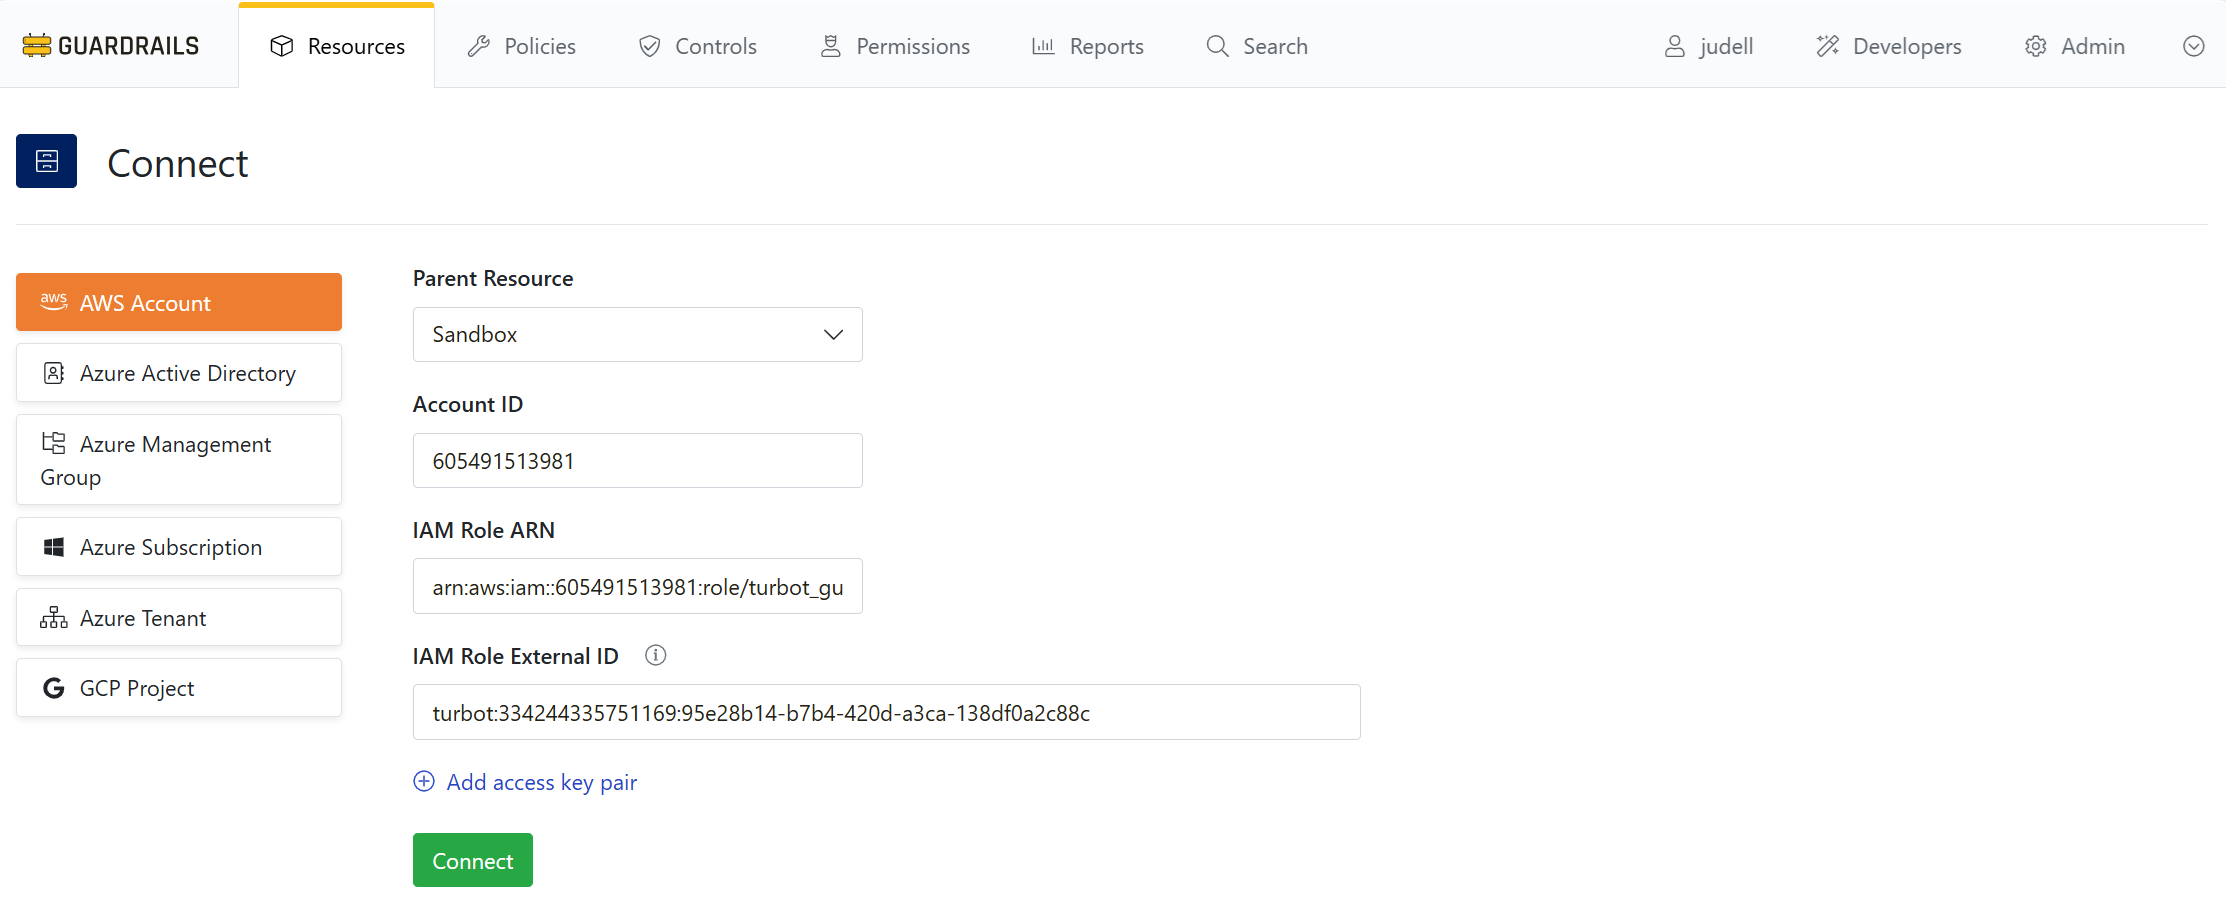 GUARDRAILS
Resources
Policies
Controls
Permissions
Reports
Search
judell
Developers
Admin
Connect
aws AWS Account
Azure Active Directory
Azure Management
Group
Azure Subscription
Azure Tenant
GCP Project
Parent Resource
Sandbox
Account ID
605491513981
IAM Role ARN
arn:aws:iam::605491513981:role/turbot_gu
IAM Role External ID
turbot:334244335751169:95e28b14-b7b4-420d-a3ca-138df0a2c88c
Add access key pair
Connect